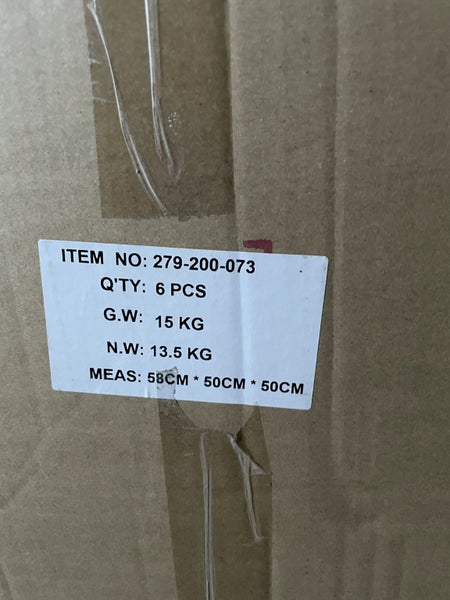 ITEM NO: 279-200-073
Q'TY: 6 PCS
G.W: 15 KG
N.W: 13.5 KG
MEAS: 58CM * 50CM * 50CM